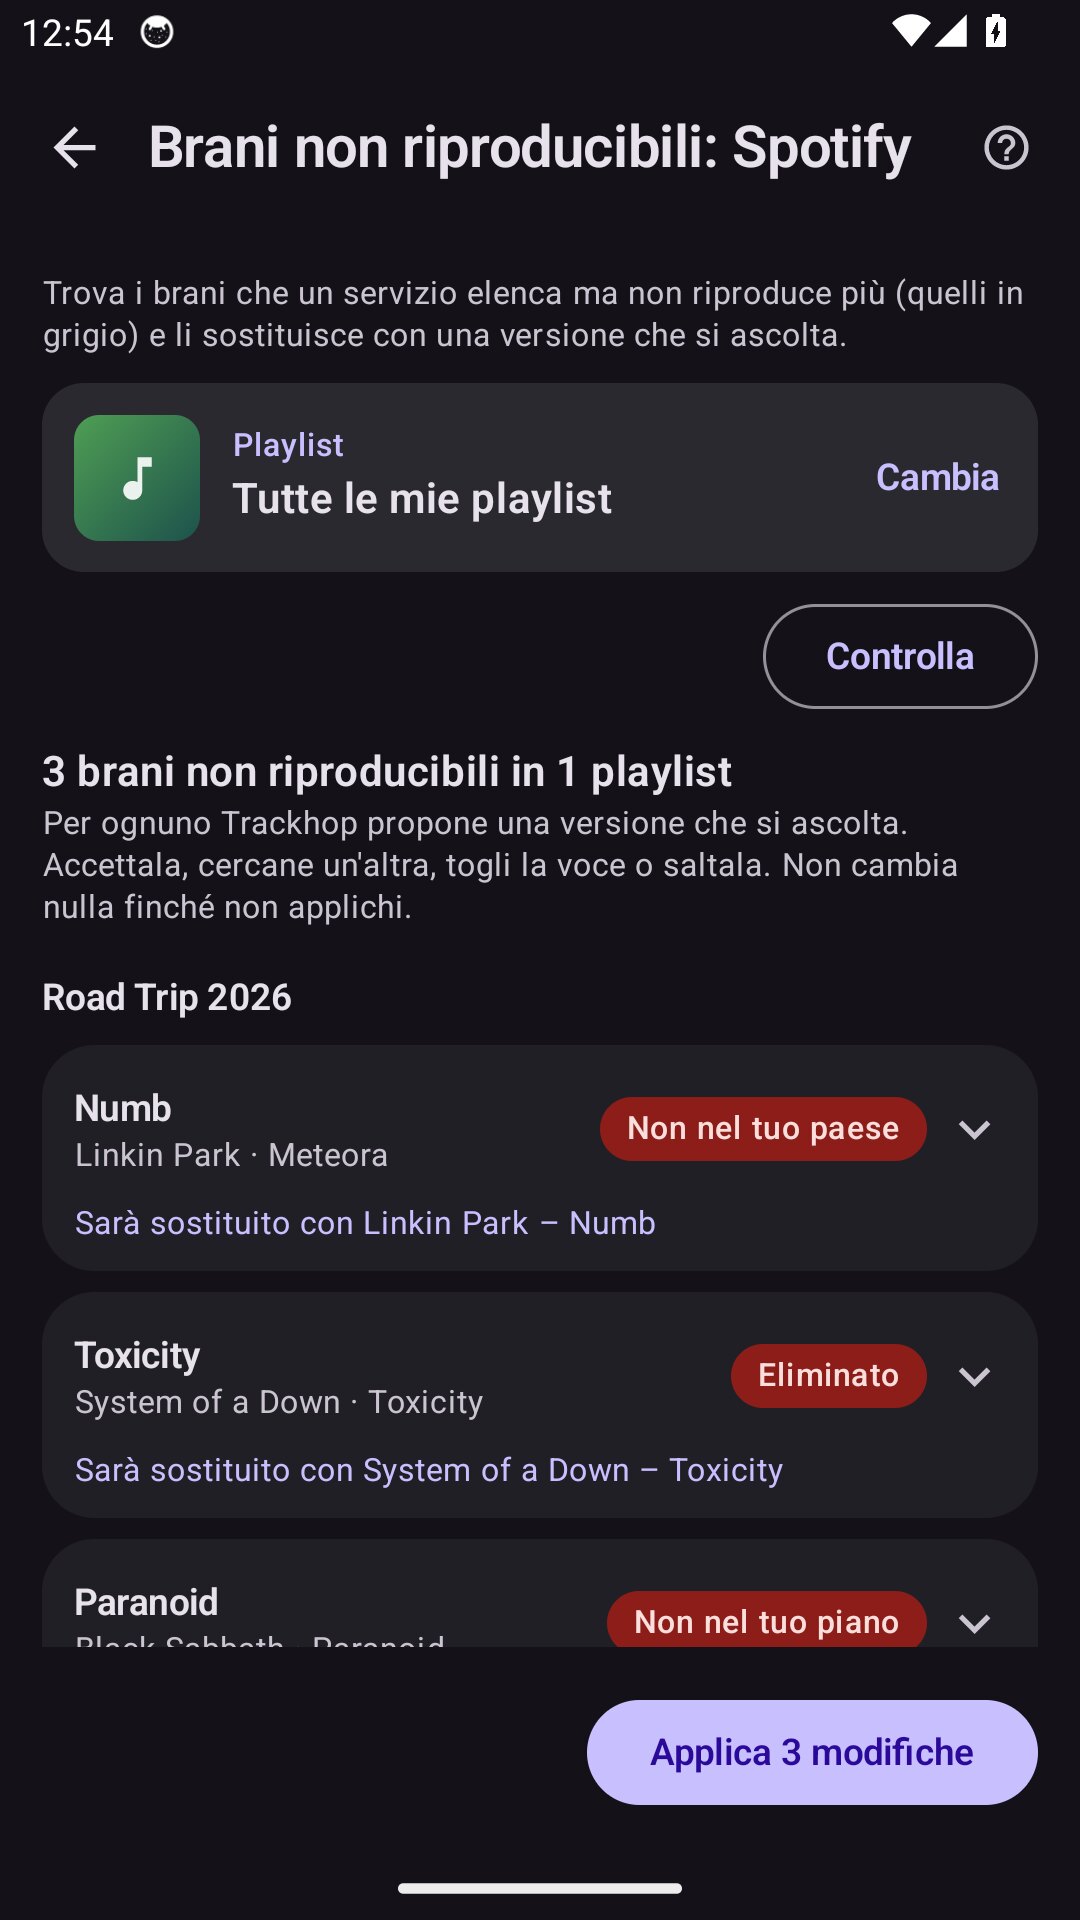 12:54
Brani non riproducibili: Spotify
Trova i brani che un servizio elenca ma non riproduce più (quelli in
grigio) e li sostituisce con una versione che si ascolta.
Playlist
Tutte le mie playlist
Cambia
Controlla
3 brani non riproducibili in 1 playlist
Per ognuno Trackhop propone una versione che si ascolta.
Accettala, cercane un'altra, togli la voce o saltala. Non cambia
nulla finché non applichi.
Road Trip 2026
Numb
Non nel tuo paese
Linkin Park · Meteora
Sarà sostituito con Linkin Park – Numb
Toxicity
Eliminato
System of a Down · Toxicity
Sarà sostituito con System of a Down – Toxicity
Paranoid
Non nel tuo piano
Black Sabbath · Paranoid
Applica 3 modifiche